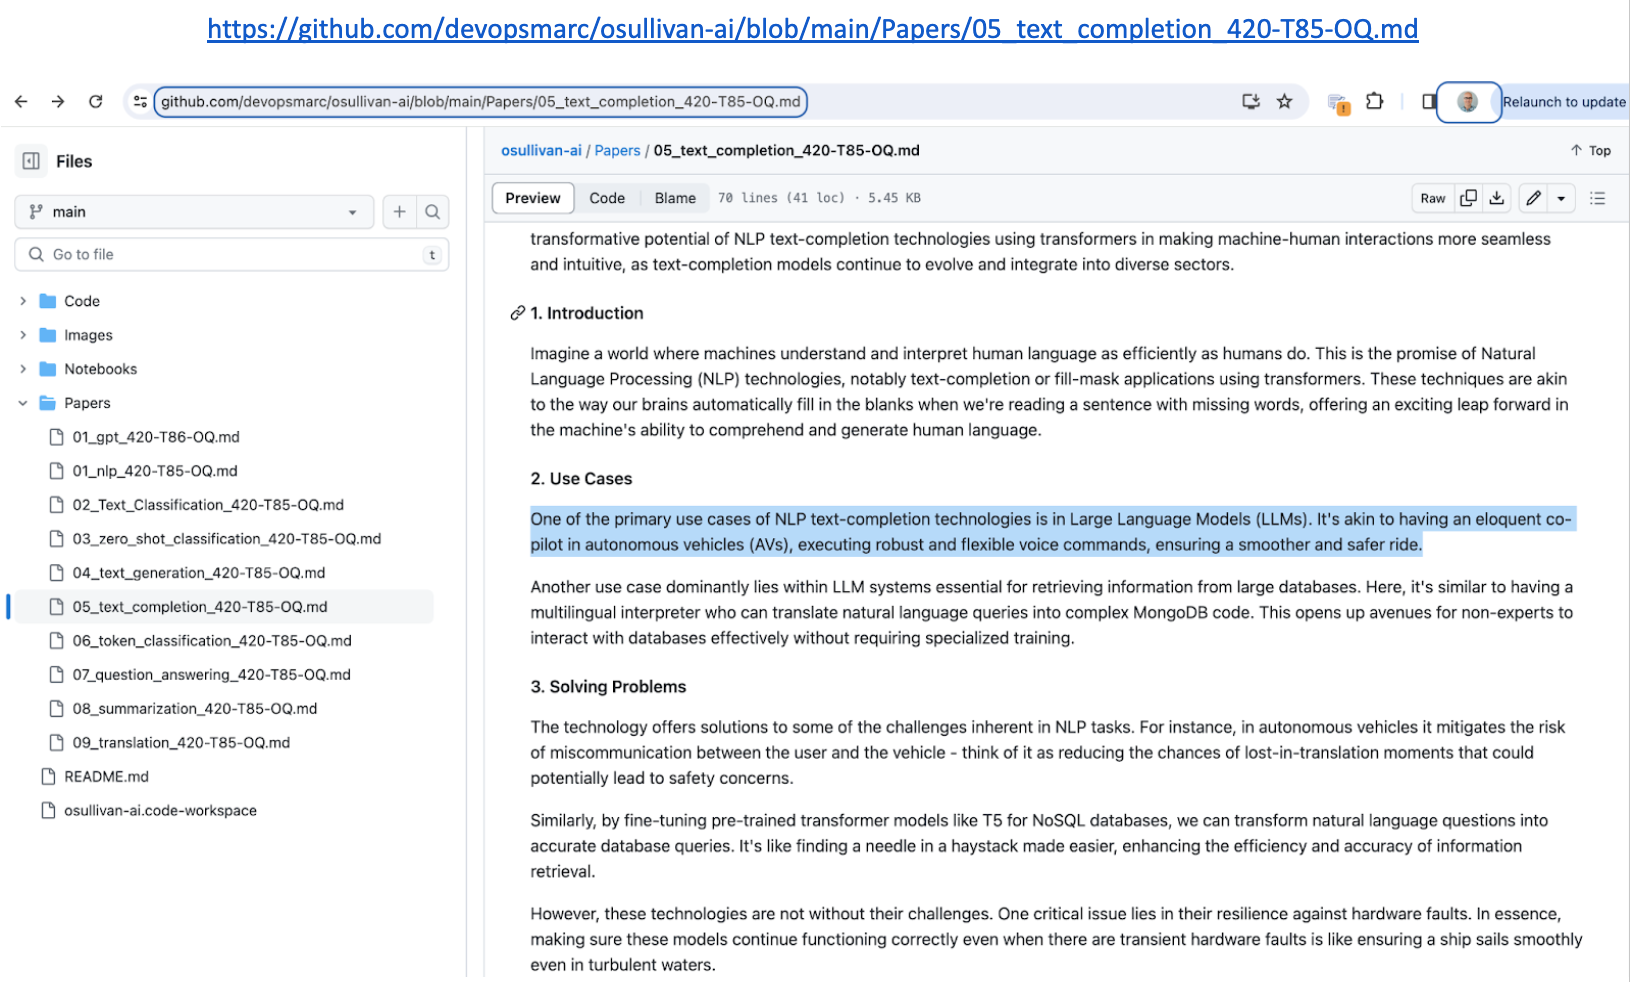 https://github.com/devopsmarc/osullivan-ai/blob/main/Papers/05_text_completion_420-T85-OQ.md
github.com/devopsmarc/osullivan-ai/blob/main/Papers/05_text_completion_420-T85-OQ.md
Relaunch to update
Files
main
Go to file
t
Code
Images
Notebooks
Papers
01_gpt_420-T86-OQ.md
01_nlp_420-T85-OQ.md
02_Text_Classification_420-T85-OQ.md
03_zero_shot_classification_420-T85-OQ.md
04_text_generation_420-T85-OQ.md
05_text_completion_420-T85-OQ.md
06_token_classification_420-T85-OQ.md
07_question_answering_420-T85-OQ.md
08_summarization_420-T85-OQ.md
09_translation_420-T85-OQ.md
README.md
osullivan-ai.code-workspace
osullivan-ai / Papers / 05_text_completion_420-T85-OQ.md
Top
Preview Code Blame 70 lines (41 loc) · 5.45 KB
Raw
transformative potential of NLP text-completion technologies using transformers in making machine-human interactions more seamless
and intuitive, as text-completion models continue to evolve and integrate into diverse sectors.
1. Introduction
Imagine a world where machines understand and interpret human language as efficiently as humans do. This is the promise of Natural
Language Processing (NLP) technologies, notably text-completion or fill-mask applications using transformers. These techniques are akin
to the way our brains automatically fill in the blanks when we're reading a sentence with missing words, offering an exciting leap forward in
the machine's ability to comprehend and generate human language.
2. Use Cases
One of the primary use cases of NLP text-completion technologies is in Large Language Models (LLMs). It's akin to having an eloquent co-
pilot in autonomous vehicles (AVs), executing robust and flexible voice commands, ensuring a smoother and safer ride.
Another use case dominantly lies within LLM systems essential for retrieving information from large databases. Here, it's similar to having a
multilingual interpreter who can translate natural language queries into complex MongoDB code. This opens up avenues for non-experts to
interact with databases effectively without requiring specialized training.
3. Solving Problems
The technology offers solutions to some of the challenges inherent in NLP tasks. For instance, in autonomous vehicles it mitigates the risk
of miscommunication between the user and the vehicle - think of it as reducing the chances of lost-in-translation moments that could
potentially lead to safety concerns.
Similarly, by fine-tuning pre-trained transformer models like T5 for NoSQL databases, we can transform natural language questions into
accurate database queries. It's like finding a needle in a haystack made easier, enhancing the efficiency and accuracy of information
retrieval.
However, these technologies are not without their challenges. One critical issue lies in their resilience against hardware faults. In essence,
making sure these models continue functioning correctly even when there are transient hardware faults is like ensuring a ship sails smoothly
even in turbulent waters.